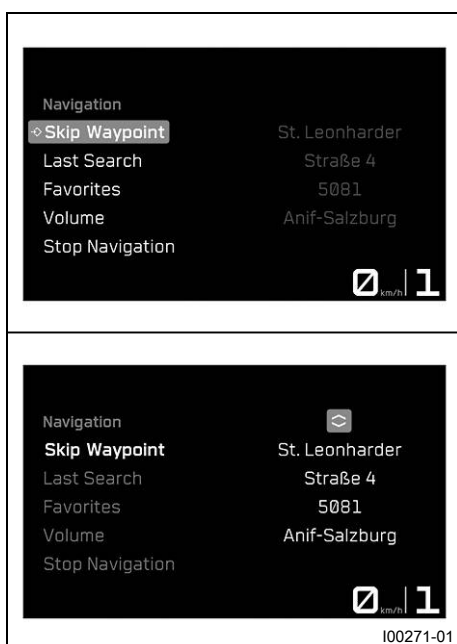 Navigation
Skip Waypoint St. Leonharder
Last Search Straße 4
Favorites 5081
Volume Anif-Salzburg
Stop Navigation
0 km/h 1
Navigation
Skip Waypoint St. Leonharder
Last Search Straße 4
Favorites 5081
Volume Anif-Salzburg
Stop Navigation
0 km/h 1
I00271-01